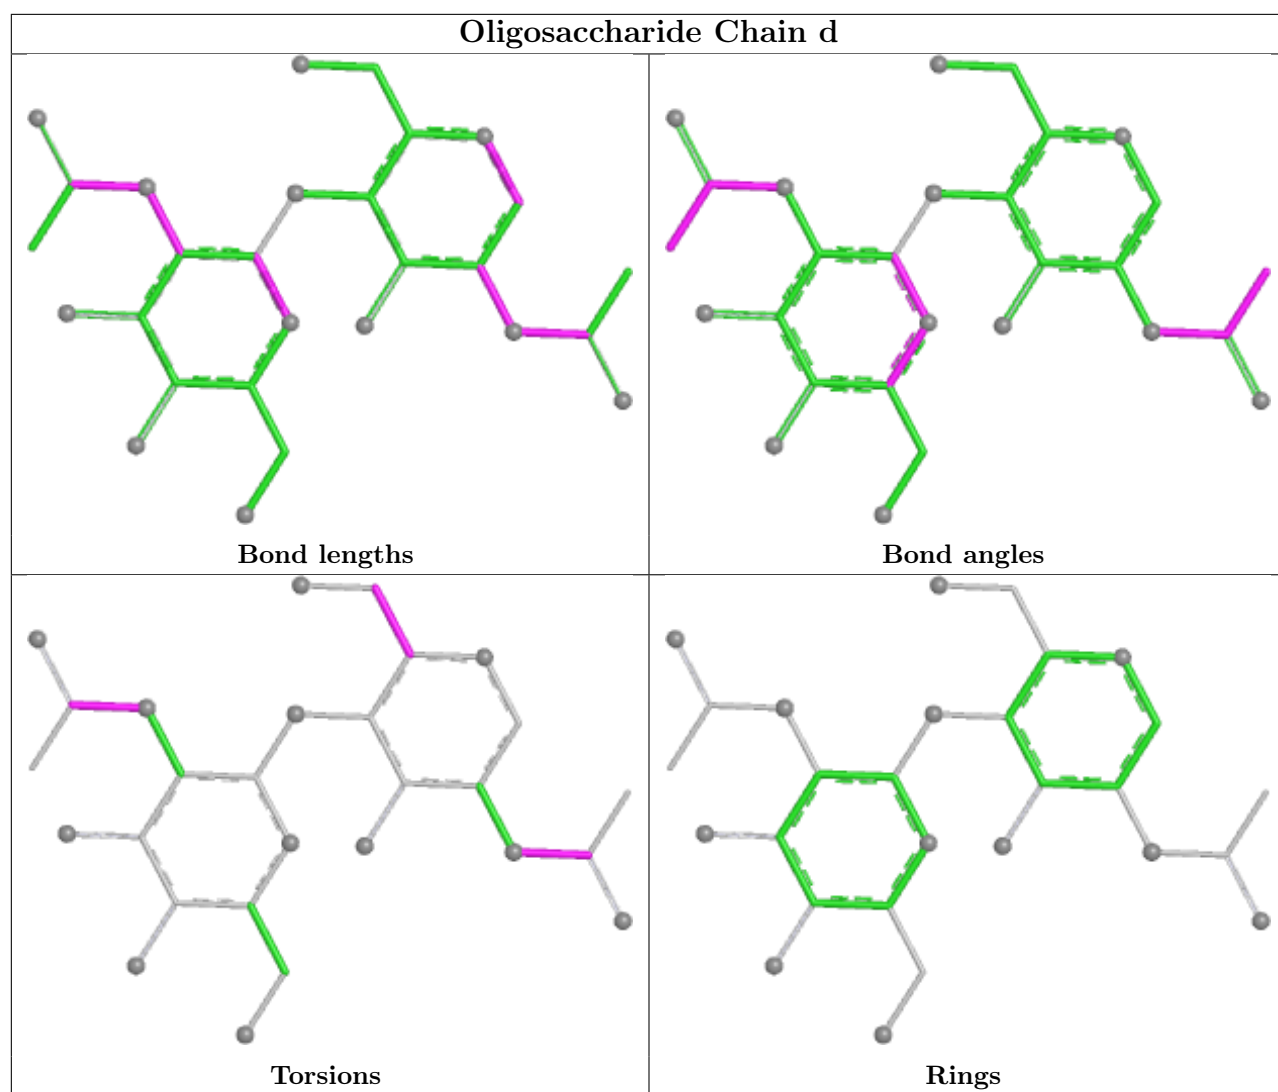 Oligosaccharide Chain d
Bond lengths
Bond angles
Torsions
Rings